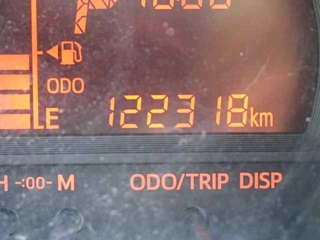 ODO
E 122318km
H -:00- M ODO/TRIP DISP